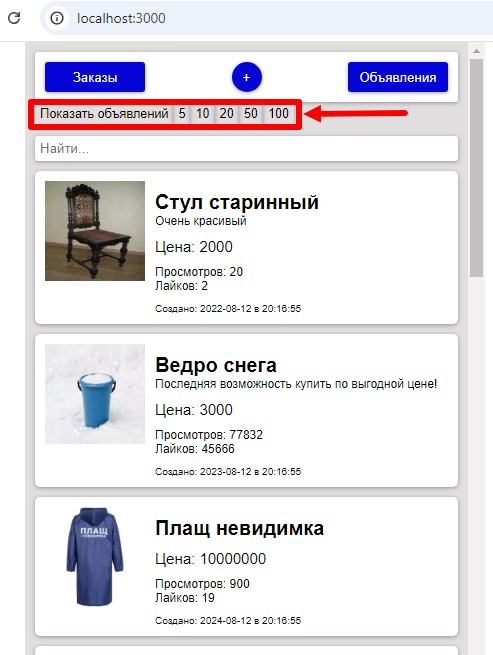 localhost:3000
Заказы + Объявления
Показать объявлений 5 10 20 50 100
Найти...
Стул старинный
Очень красивый
Цена: 2000
Просмотров: 20
Лайков: 2
Создано: 2022-08-12 в 20:16:55
Ведро снега
Последняя возможность купить по выгодной цене!
Цена: 3000
Просмотров: 77832
Лайков: 45666
Создано: 2023-08-12 в 20:16:55
ПЛАЩ
НЕВИДИМКА
Плащ невидимка
Цена: 10000000
Просмотров: 900
Лайков: 19
Создано: 2024-08-12 в 20:16:55